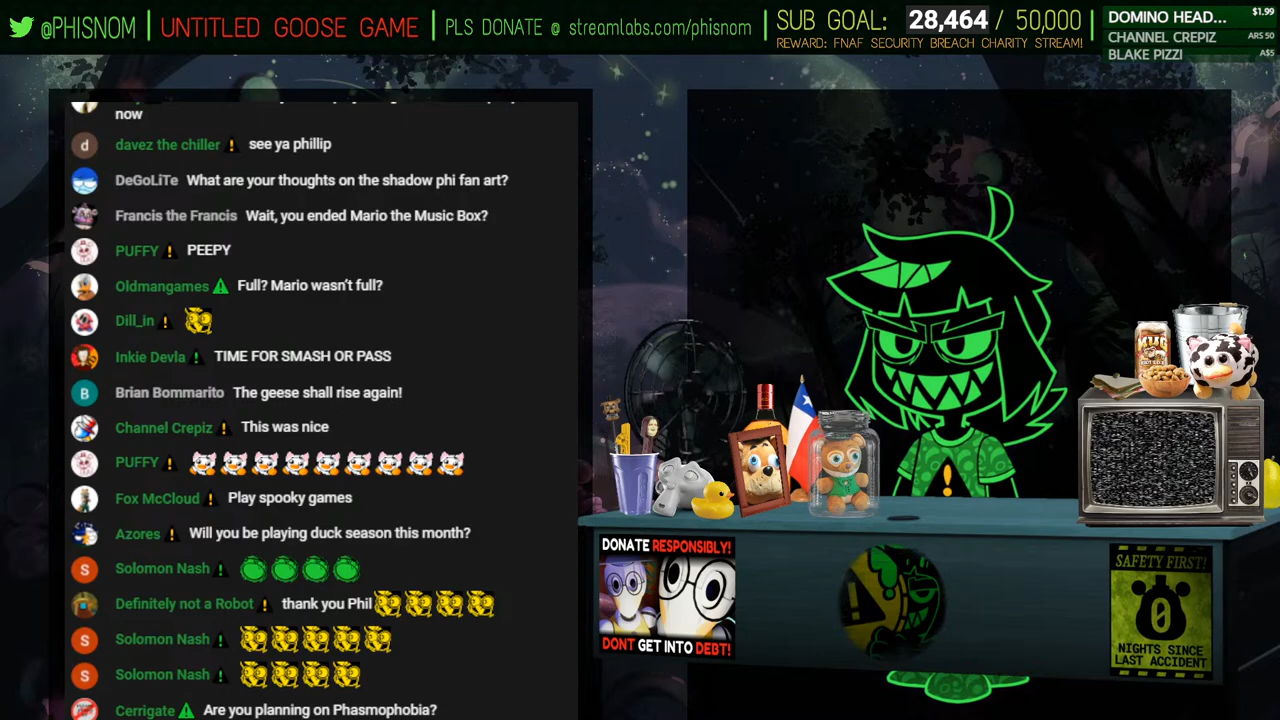 @PHISNOM
UNTITLED GOOSE GAME
PLS DONATE @ streamlabs.com/phisnom
SUB GOAL: 28,464 / 50,000
REWARD: FNAF SECURITY BREACH CHARITY STREAM!
DOMINO HEAD... $1.99
CHANNEL CREPIZ ARS 50
BLAKE PIZZI A$5
now
davez the chiller see ya phillip
DeGoLiTe What are your thoughts on the shadow phi fan art?
Francis the Francis Wait, you ended Mario the Music Box?
PUFFY PEEPY
Oldmangames Full? Mario wasn't full?
Dill_in
Inkie Devla TIME FOR SMASH OR PASS
Brian Bommarito The geese shall rise again!
Channel Crepiz This was nice
PUFFY
Fox McCloud Play spooky games
Azores Will you be playing duck season this month?
Solomon Nash
Definitely not a Robot thank you Phil
Solomon Nash
Solomon Nash
Cerrigate Are you planning on Phasmophobia?
d
B
S
S
S
MUG
DONATE RESPONSIBLY!
DONT GET INTO DEBT!
SAFETY FIRST!
0
NIGHTS SINCE
LAST ACCIDENT